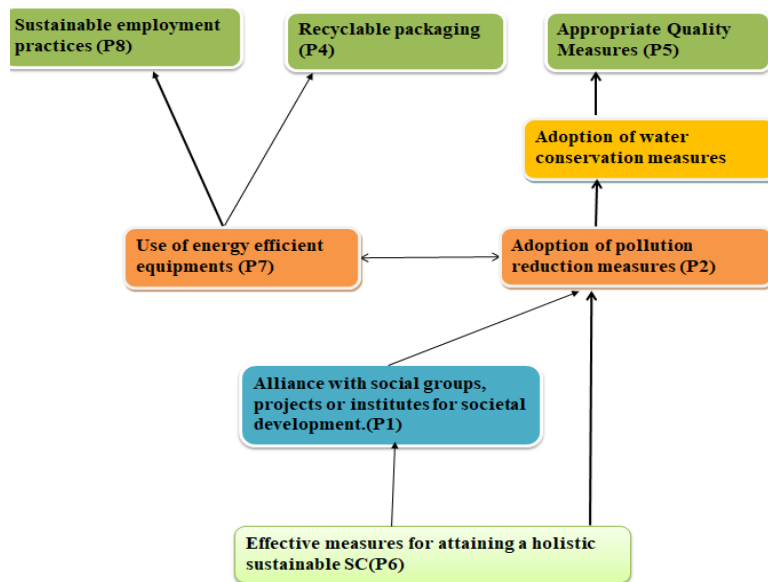 Sustainable employment
practices (P8)
Recyclable packaging
(P4)
Appropriate Quality
Measures (P5)
Adoption of water
conservation measures
Use of energy efficient
equipments (P7)
Adoption of pollution
reduction measures (P2)
Alliance with social groups,
projects or institutes for societal
development.(P1)
Effective measures for attaining a holistic
sustainable SC(P6)